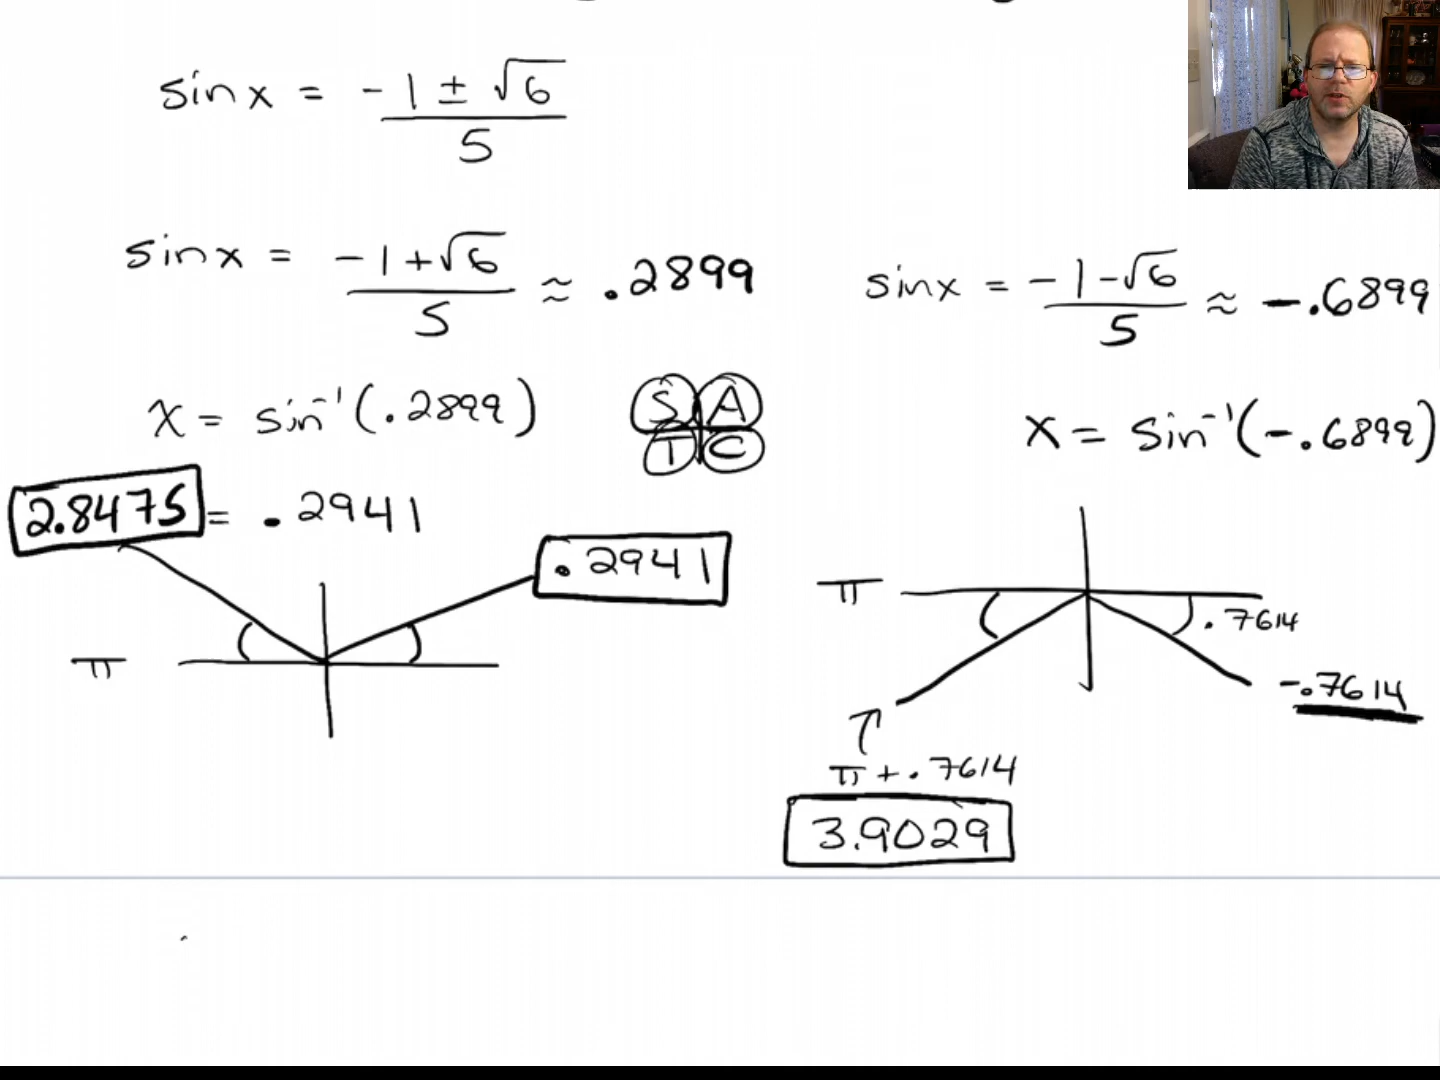 sin x = -1 ± √6 / 5
sin x = -1 + √6 / 5 ≈ .2899
x = sin⁻¹(.2899)
S A
T C
2.8475 = .2941
.2941
π
sin x = -1 - √6 / 5 ≈ -.6899
x = sin⁻¹(-.6899)
π
.7614
-.7614
π + .7614
3.9029